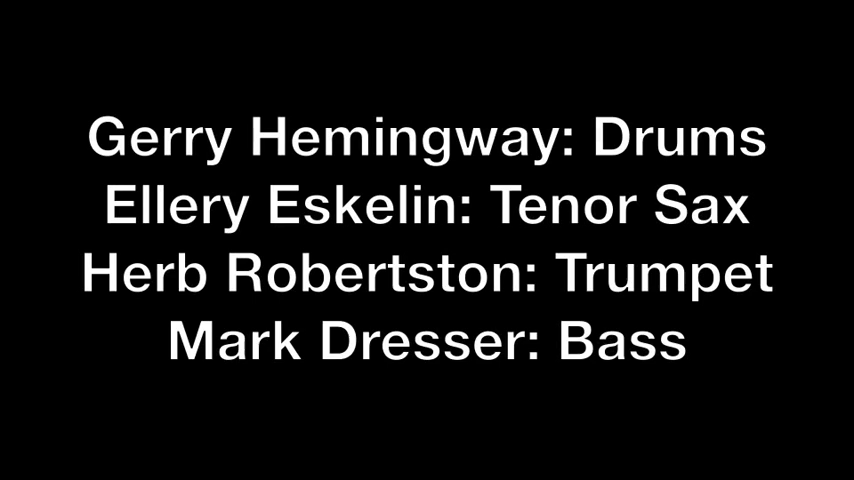 Gerry Hemingway: Drums
Ellery Eskelin: Tenor Sax
Herb Robertston: Trumpet
Mark Dresser: Bass